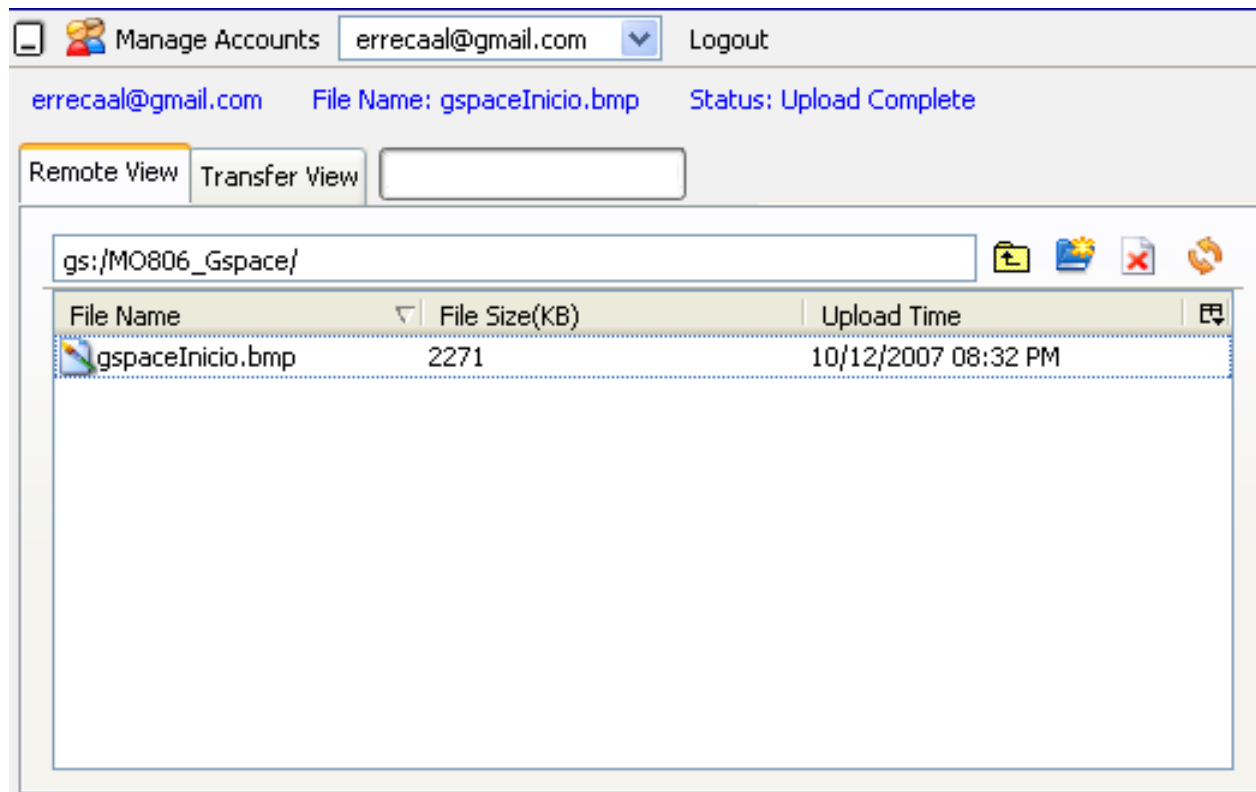 Manage Accounts errecaal@gmail.com Logout
errecaal@gmail.com File Name: gspaceInicio.bmp Status: Upload Complete
Remote View Transfer View
gs:/MO806_Gspace/
File Name File Size(KB) Upload Time
gspaceInicio.bmp 2271 10/12/2007 08:32 PM